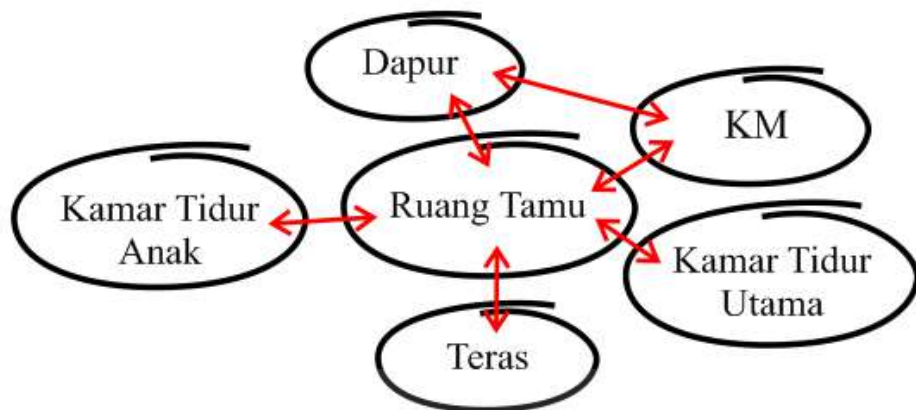 Dapur
KM
Kamar Tidur
Anak
Ruang Tamu
Kamar Tidur
Utama
Teras